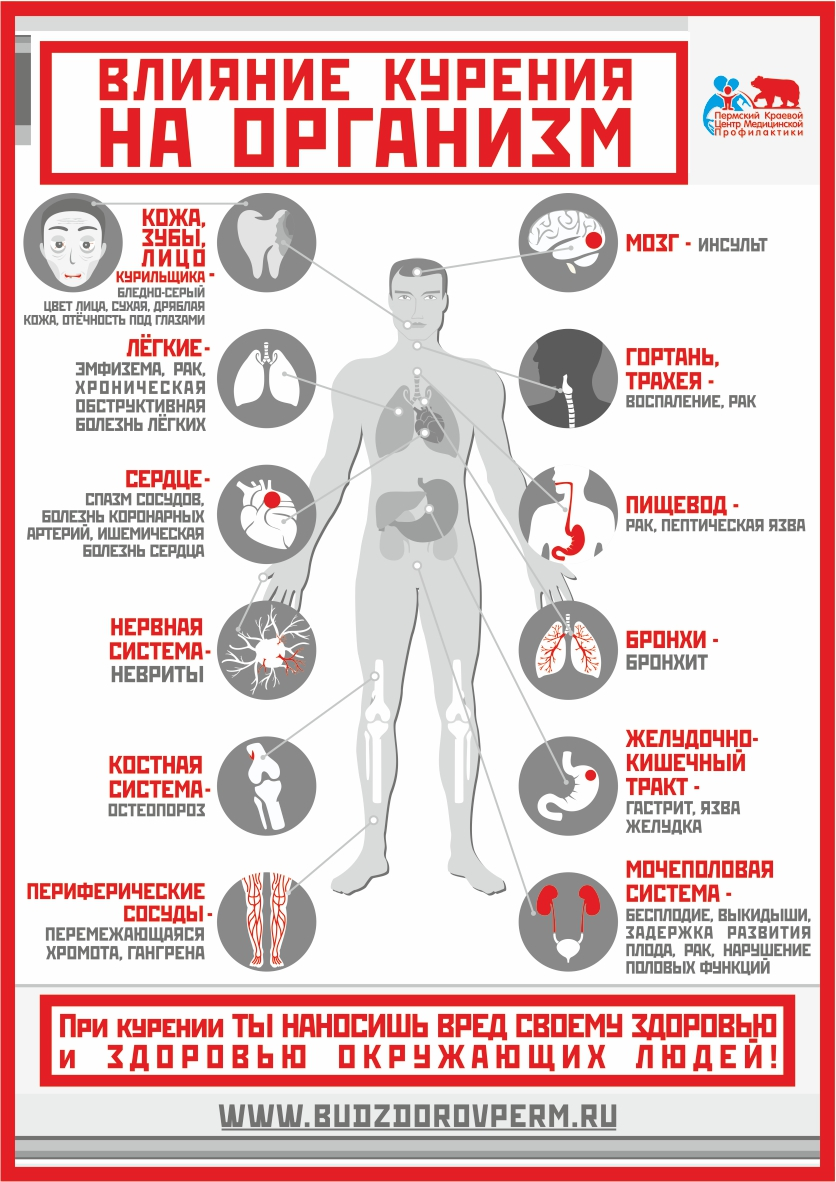 ВЛИЯНИЕ КУРЕНИЯ
НА ОРГАНИЗМ
Пермский Краевой
Центр Медицинской
Профилактики
КОЖА,
ЗУБЫ,
ЛИЦО
КУРИЛЬЩИКА -
БЛЕДНО-СЕРЫЙ
ЦВЕТ ЛИЦА, СУХАЯ, ДРЯБЛАЯ
КОЖА, ОТЁЧНОСТЬ ПОД ГЛАЗАМИ
ЛЁГКИЕ-
ЭМФИЗЕМА, РАК,
ХРОНИЧЕСКАЯ
ОБСТРУКТИВНАЯ
БОЛЕЗНЬ ЛЁГКИХ
СЕРДЦЕ-
СПАЗМ СОСУДОВ,
БОЛЕЗНЬ КОРОНАРНЫХ
АРТЕРИЙ, ИШЕМИЧЕСКАЯ
БОЛЕЗНЬ СЕРДЦА
НЕРВНАЯ
СИСТЕМА-
НЕВРИТЫ
КОСТНАЯ
СИСТЕМА-
ОСТЕОПОРОЗ
ПЕРИФЕРИЧЕСКИЕ
СОСУДЫ-
ПЕРЕМЕЖАЮЩАЯСЯ
ХРОМОТА, ГАНГРЕНА
МОЗГ - ИНСУЛЬТ
ГОРТАНЬ,
ТРАХЕЯ -
ВОСПАЛЕНИЕ, РАК
ПИЩЕВОД -
РАК, ПЕПТИЧЕСКАЯ ЯЗВА
БРОНХИ -
БРОНХИТ
ЖЕЛУДОЧНО-
КИШЕЧНЫЙ
ТРАКТ -
ГАСТРИТ, ЯЗВА
ЖЕЛУДКА
МОЧЕПОЛОВАЯ
СИСТЕМА -
БЕСПЛОДИЕ, ВЫКИДЫШИ,
ЗАДЕРЖКА РАЗВИТИЯ
ПЛОДА, РАК, НАРУШЕНИЕ
ПОЛОВЫХ ФУНКЦИЙ
При курении ТЫ НАНОСИШЬ ВРЕД СВОЕМУ ЗДОРОВЬЮ
и ЗДОРОВЬЮ ОКРУЖАЮЩИХ ЛЮДЕЙ!
WWW.BUDZDOROVPERM.RU